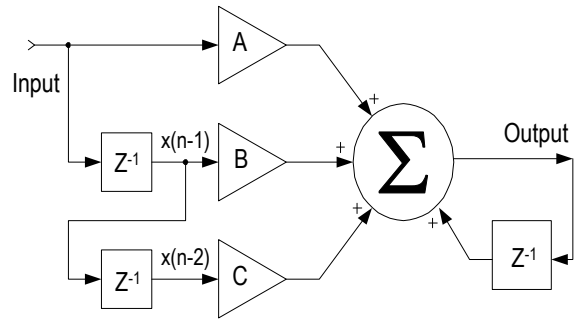 A
+
Input
Output
x(n-1)
Z-1
B
+
Σ
+
+
x(n-2)
Z-1
C
Z-1